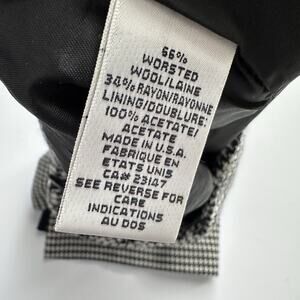 66%
WORSTED
WOOL/LAINE
34% RAYON/RAYONNE
LINING/DOUBLURE:
100% ACETATE/
ACETATE
MADE IN U.S.A.
FABRIQUE EN
ETATS UNIS
CA# 23147
SEE REVERSE FOR
CARE
INDICATIONS
AU DOS